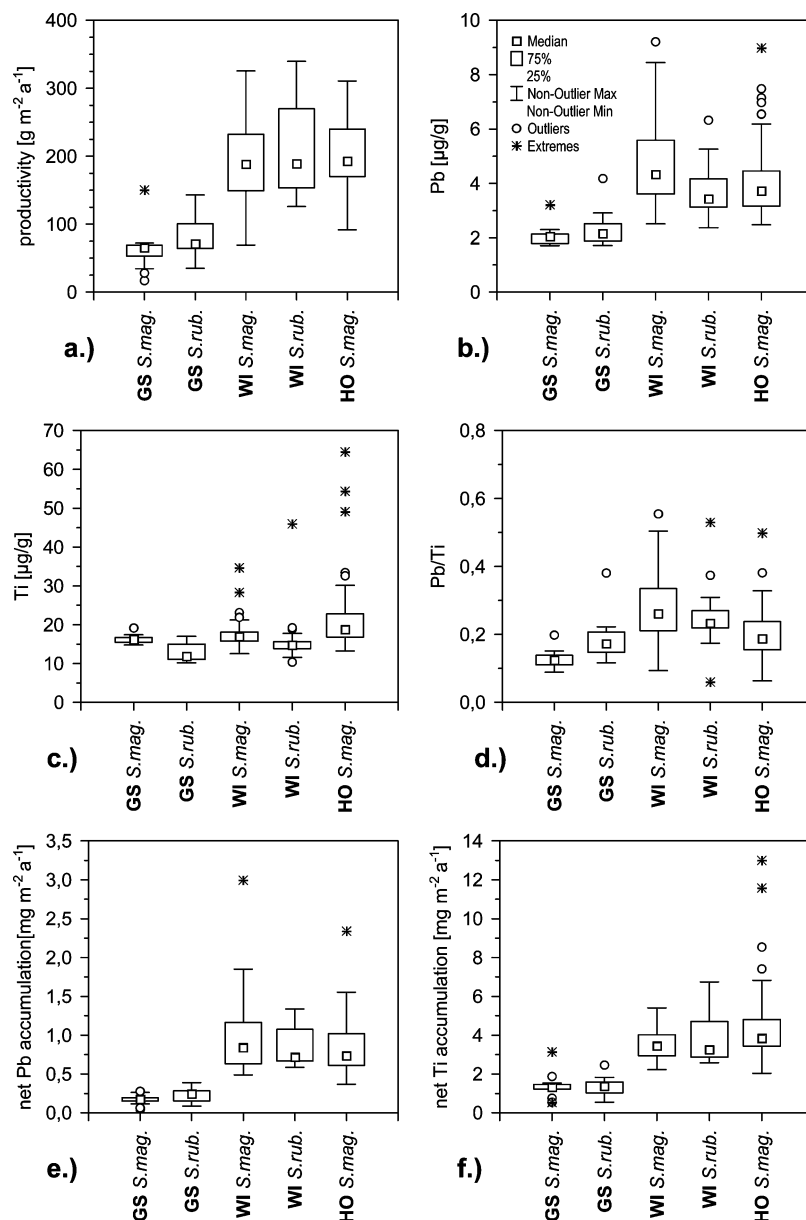 productivity [g m⁻² a⁻¹]
400
300
200
100
0
GS S.mag.
GS S.rub.
WI S.mag.
WI S.rub.
HO S.mag.
a.)
Pb [µg/g]
10
8
6
4
2
0
Median
75%
25%
Non-Outlier Max
Non-Outlier Min
Outliers
Extremes
GS S.mag.
GS S.rub.
WI S.mag.
WI S.rub.
HO S.mag.
b.)
Ti [µg/g]
70
60
50
40
30
20
10
0
GS S.mag.
GS S.rub.
WI S.mag.
WI S.rub.
HO S.mag.
c.)
Pb/Ti
0,8
0,6
0,4
0,2
0,0
GS S.mag.
GS S.rub.
WI S.mag.
WI S.rub.
HO S.mag.
d.)
net Pb accumulation[mg m⁻² a⁻¹]
3,5
3,0
2,5
2,0
1,5
1,0
0,5
0,0
GS S.mag.
GS S.rub.
WI S.mag.
WI S.rub.
HO S.mag.
e.)
net Ti accumulation [mg m⁻² a⁻¹]
14
12
10
8
6
4
2
0
GS S.mag.
GS S.rub.
WI S.mag.
WI S.rub.
HO S.mag.
f.)